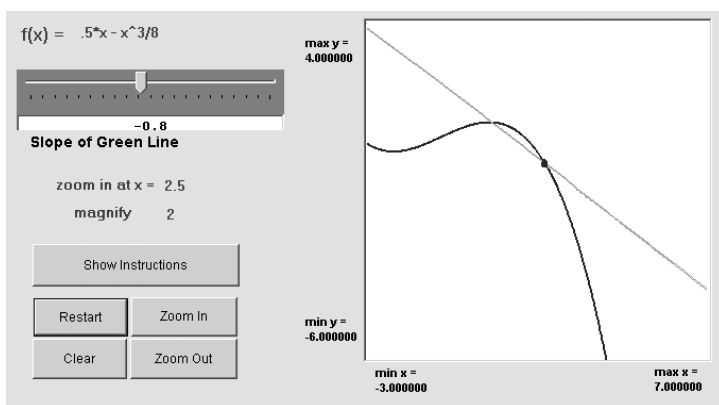 f(x) = .5*x - x^3/8
-0.8
Slope of Green Line
zoom in at x = 2.5
magnify 2
Show Instructions
Restart
Zoom In
Clear
Zoom Out
max y =
4.000000
min y =
-6.000000
min x =
-3.000000
max x =
7.000000